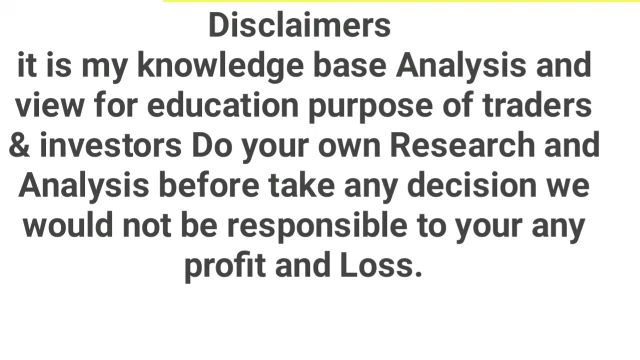 Disclaimers
it is my knowledge base Analysis and
view for education purpose of traders
& investors Do your own Research and
Analysis before take any decision we
would not be responsible to your any
profit and Loss.